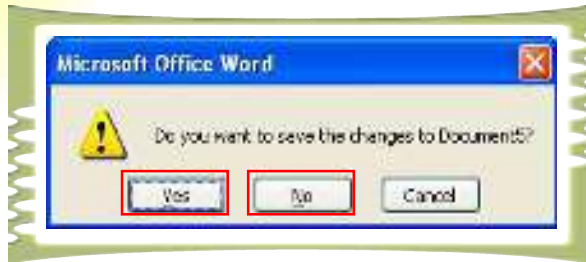 Microsoft Office Word
Do you want to save the changes to Document5?
Yes No Cancel